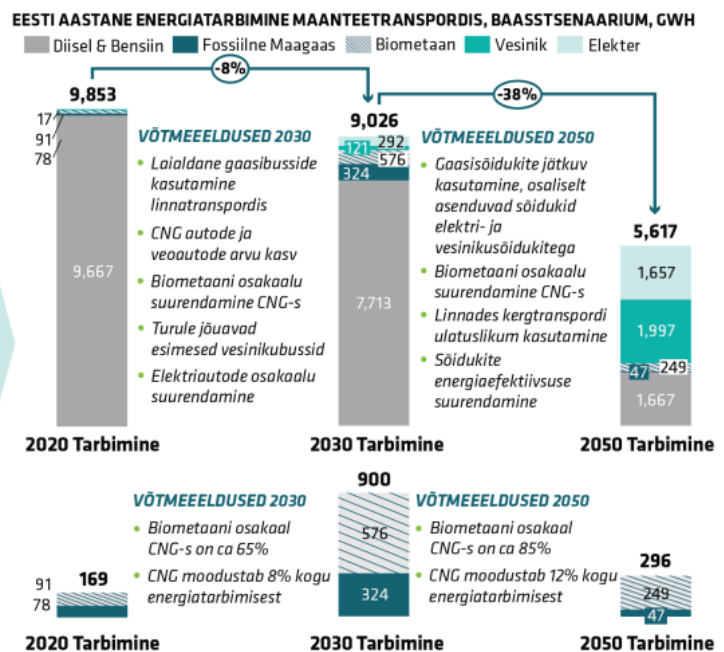 EESTI AASTANE ENERGIATARBIMINE MAANTEETRANSPORDIS, BAASSTSENAARIUM, GWH
Diisel & Bensiin Fossiilne Maagaas Biometaan Vesinik Elekter
-8%
-38%
9,853
17
91
78
9,667
2020 Tarbimine
VÕTMEEELDUSED 2030
• Laialdane gaasibusside
kasutamine
linnatranspordis
• CNG autode ja
veoautode arvu kasv
• Biometaani osakaalu
suurendamine CNG-s
• Turule jõuavad
esimesed vesinikubussid
• Elektriautode osakaalu
suurendamine
9,026
292
121
576
324
7,713
2030 Tarbimine
VÕTMEEELDUSED 2050
• Gaasisõidukite jätkuv
kasutamine, osaliselt
asenduvad sõidukid
elektri- ja
vesinikusõidukitega
• Biometaani osakaalu
suurendamine CNG-s
• Linnades kergtranspordi
ulatuslikum kasutamine
• Sõidukite
energiaefektiivsuse
suurendamine
5,617
1,657
1,997
249
47
1,667
2050 Tarbimine
169
91
78
2020 Tarbimine
VÕTMEEELDUSED 2030
• Biometaani osakaal
CNG-s on ca 65%
• CNG moodustab 8% kogu
energiatarbimisest
900
576
324
2030 Tarbimine
VÕTMEEELDUSED 2050
• Biometaani osakaal
CNG-s on ca 85%
• CNG moodustab 12% kogu
energiatarbimisest
296
249
47
2050 Tarbimine